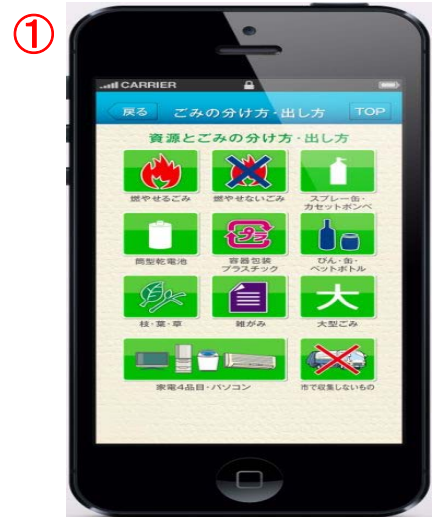 ①
CARRIER
戻る ごみの分け方・出し方 TOP
資源とごみの分け方・出し方
燃やせるごみ 燃やせないごみ スプレー缶・
カセットボンベ
筒型乾電池 容器包装
プラスチック びん・缶・
ペットボトル
枝・葉・草 雑がみ 大
大型ごみ
家電4品目・パソコン 市で収集しないもの